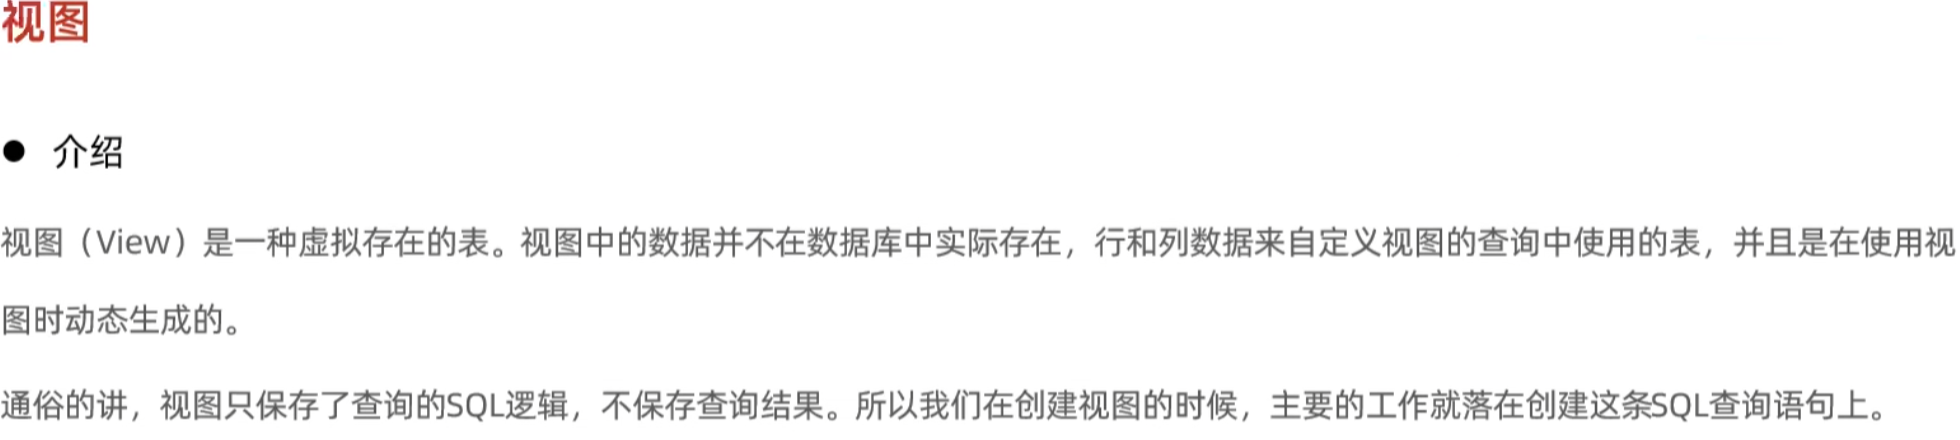 视图
● 介绍
视图（View）是一种虚拟存在的表。视图中的数据并不在数据库中实际存在，行和列数据来自定义视图的查询中使用的表，并且是在使用视
图时动态生成的。
通俗的讲，视图只保存了查询的SQL逻辑，不保存查询结果。所以我们在创建视图的时候，主要的工作就落在创建这条SQL查询语句上。